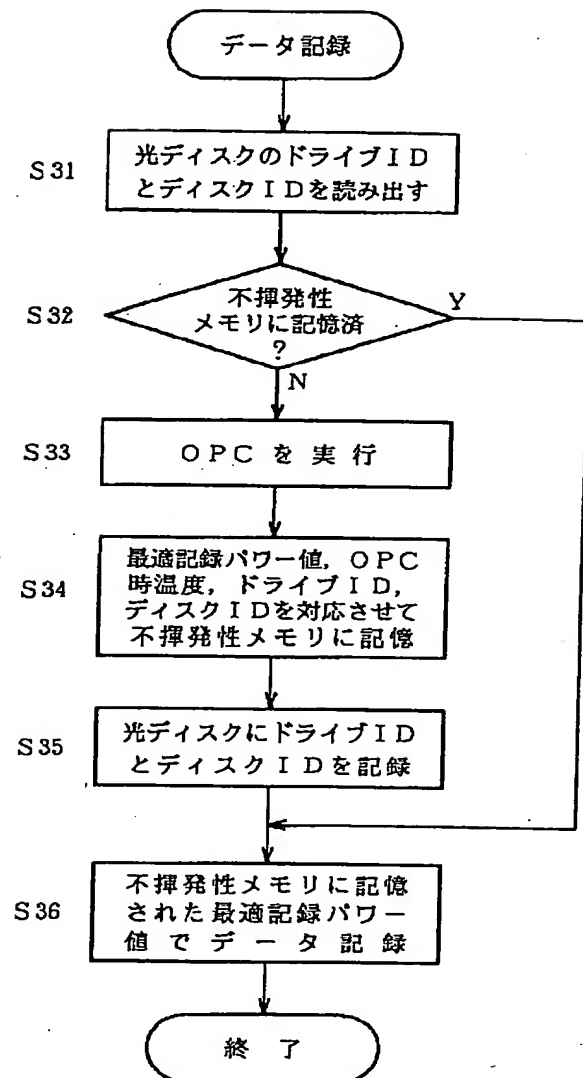 データ記録
S31
光ディスクのドライブID
とディスクIDを読み出す
S32
不揮発性
メモリに記憶済
?
Y
N
S33
OPCを実行
S34
最適記録パワー値,OPC
時温度,ドライブID,
ディスクIDを対応させて
不揮発性メモリに記憶
S35
光ディスクにドライブID
とディスクIDを記録
S36
不揮発性メモリに記憶
された最適記録パワー
値でデータ記録
終了